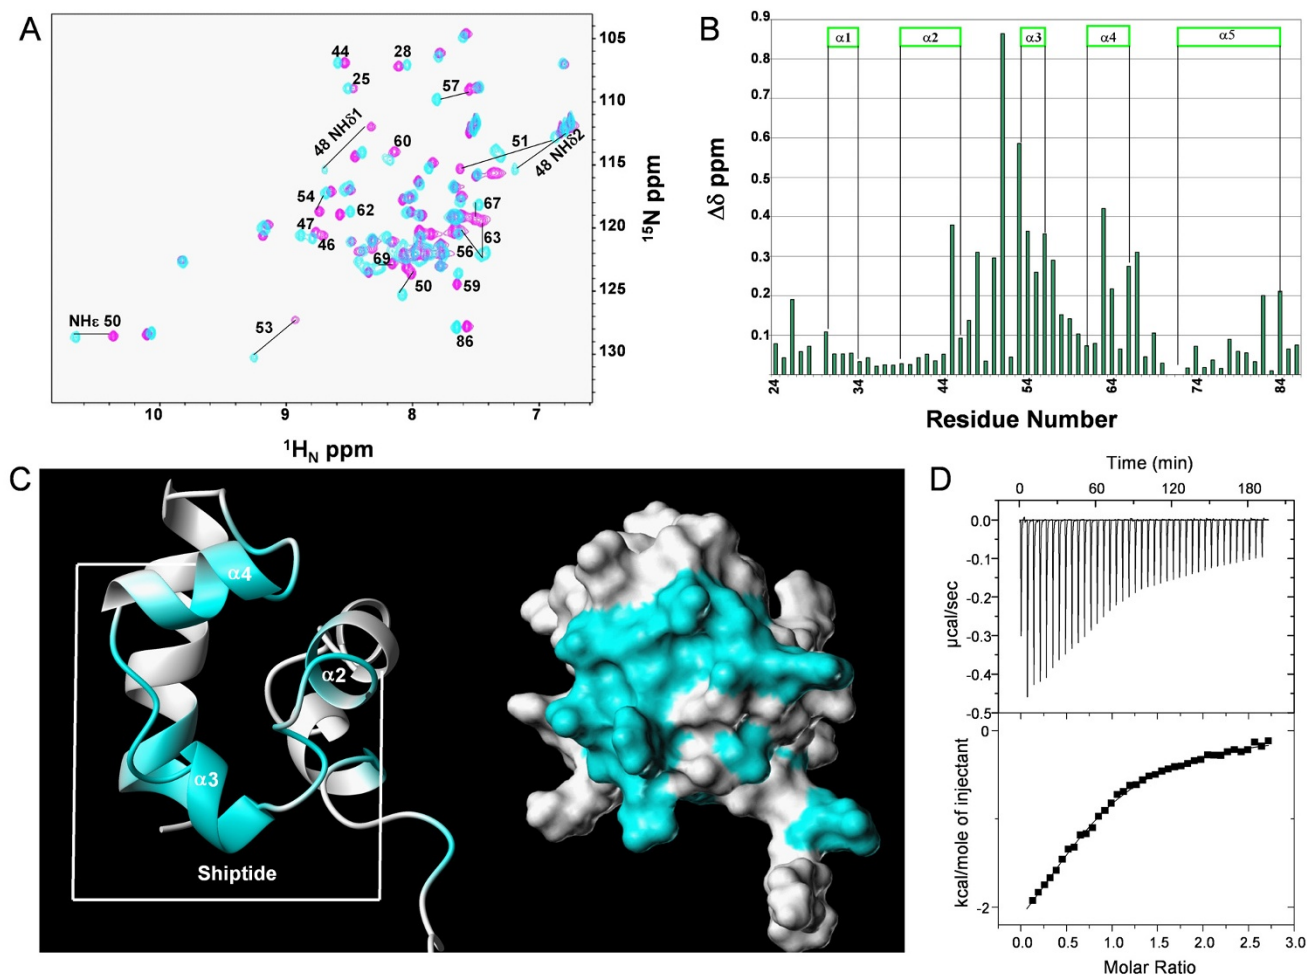 A
44
28
25
57
48 NHδ1
60
51
48 NHδ2
54
62
67
47
46
63
56
69
50
59
NHε 50
53
86
105
110
115
120
125
130
¹⁵N ppm
10
9
8
7
¹H_N ppm
B
0.9
0.8
0.7
0.6
0.5
0.4
0.3
0.2
0.1
α1
α2
α3
α4
α5
Δδ ppm
24
34
44
54
64
74
84
Residue Number
C
α4
α2
α3
Shiptide
D
Time (min)
0
60
120
180
0.0
-0.1
-0.2
-0.3
-0.4
-0.5
µcal/sec
0
-2
kcal/mole of injectant
0.0
0.5
1.0
1.5
2.0
2.5
3.0
Molar Ratio